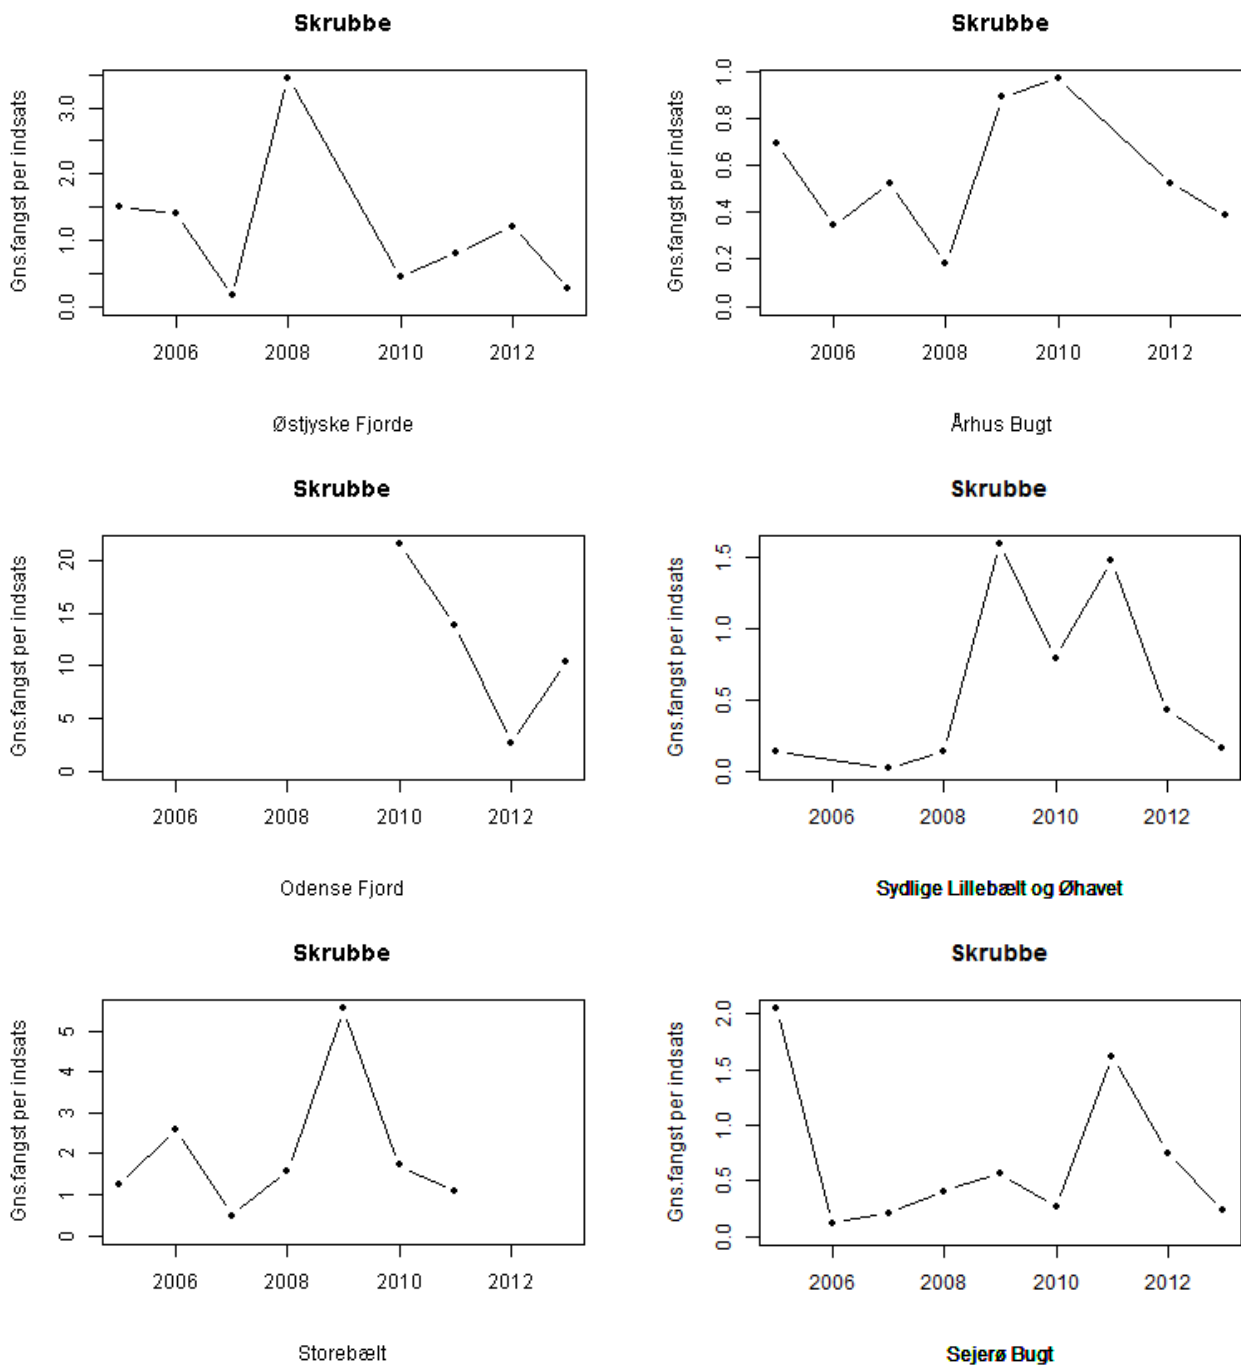 Skrubbe
Gns.fangst per indsats
0.0 1.0 2.0 3.0
2006 2008 2010 2012
Østjyske Fjorde
Skrubbe
Gns.fangst per indsats
0.0 0.2 0.4 0.6 0.8 1.0
2006 2008 2010 2012
Århus Bugt
Skrubbe
Gns.fangst per indsats
0 5 10 15 20
2006 2008 2010 2012
Odense Fjord
Skrubbe
Gns.fangst per indsats
0.0 0.5 1.0 1.5
2006 2008 2010 2012
Sydlige Lillebælt og Øhavet
Skrubbe
Gns.fangst per indsats
0 1 2 3 4 5
2006 2008 2010 2012
Storebælt
Skrubbe
Gns.fangst per indsats
0.0 0.5 1.0 1.5 2.0
2006 2008 2010 2012
Sejerø Bugt